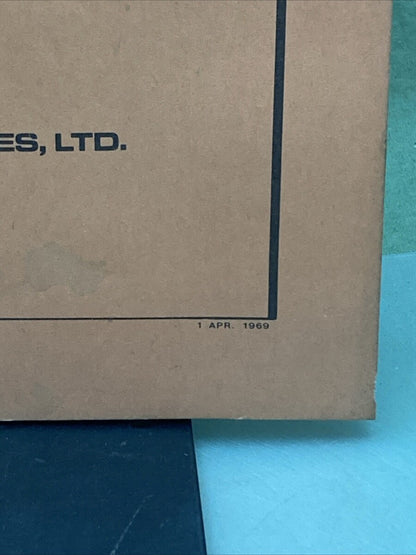 ES, LTD.
1 APR. 1969